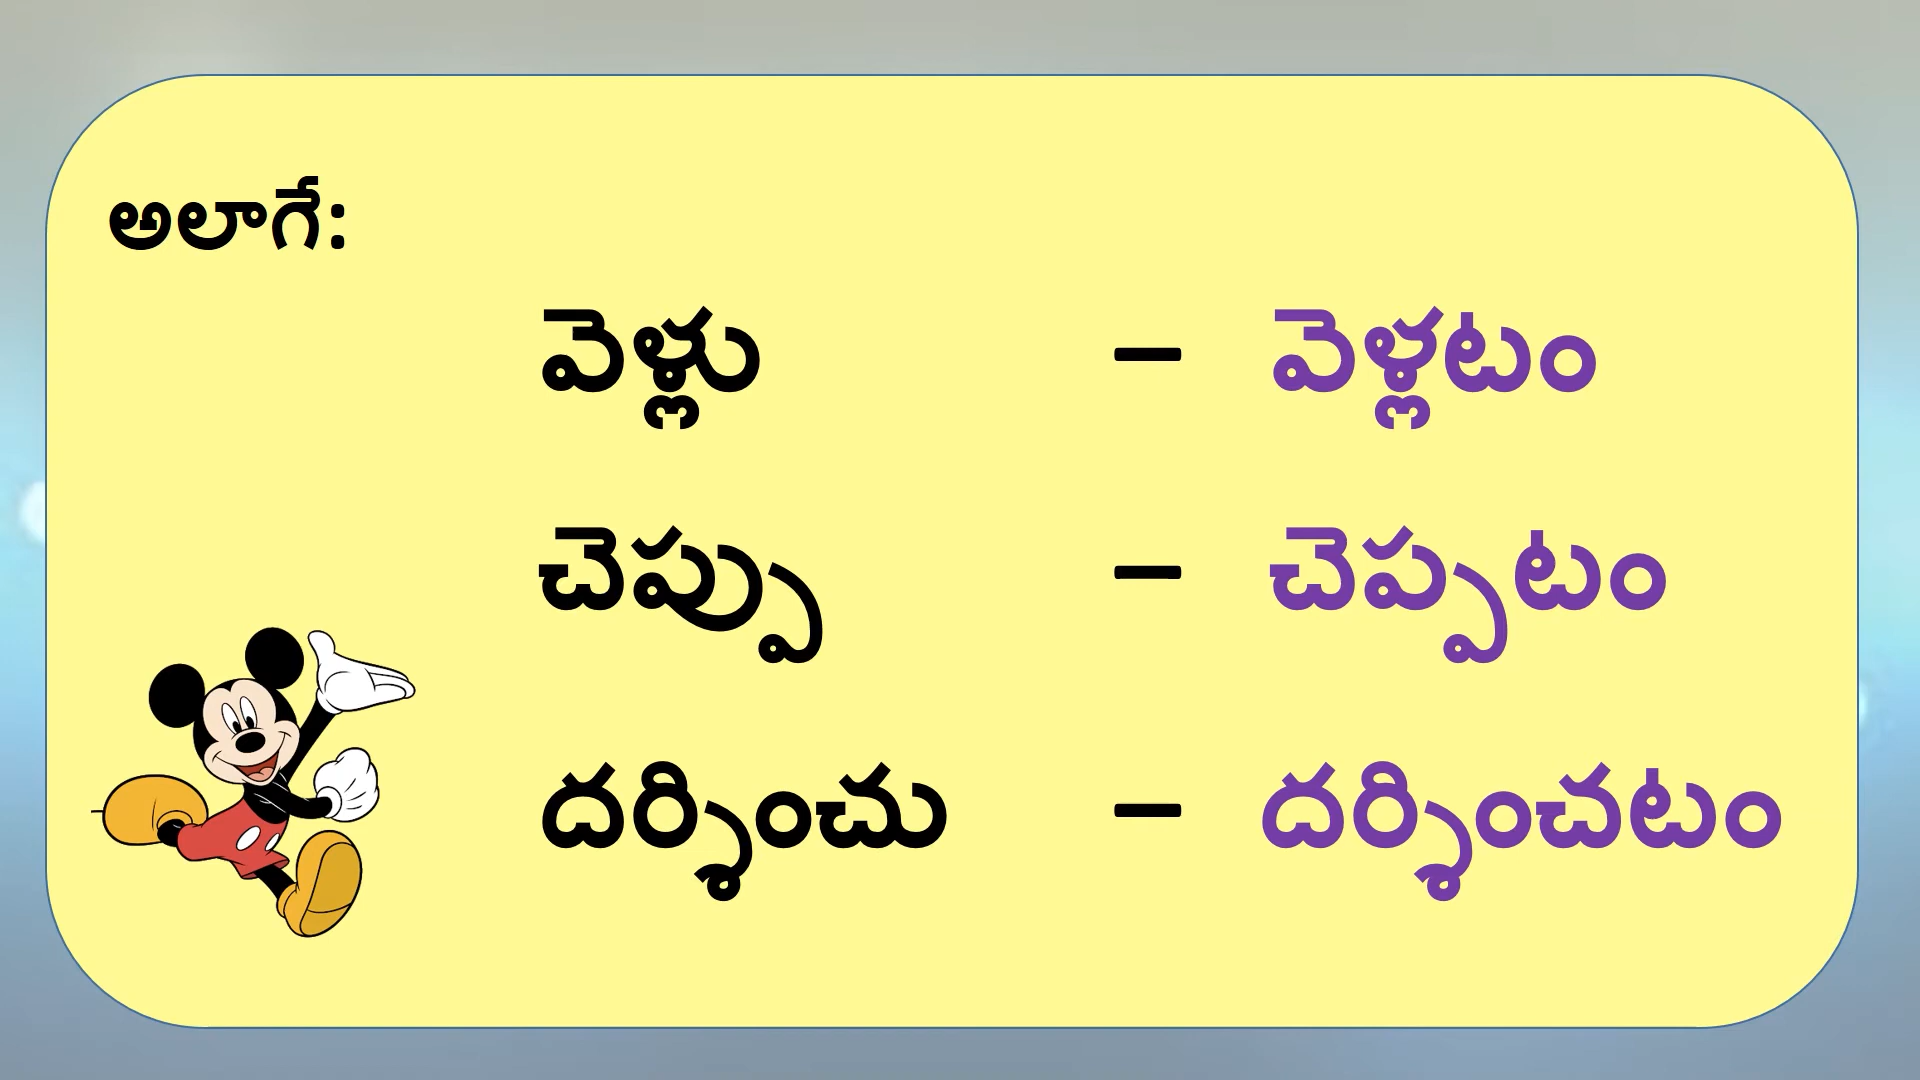 అలాగే:
వెళ్లు – వెళ్లటం
చెప్పు – చెప్పటం
దర్శించు – దర్శించటం